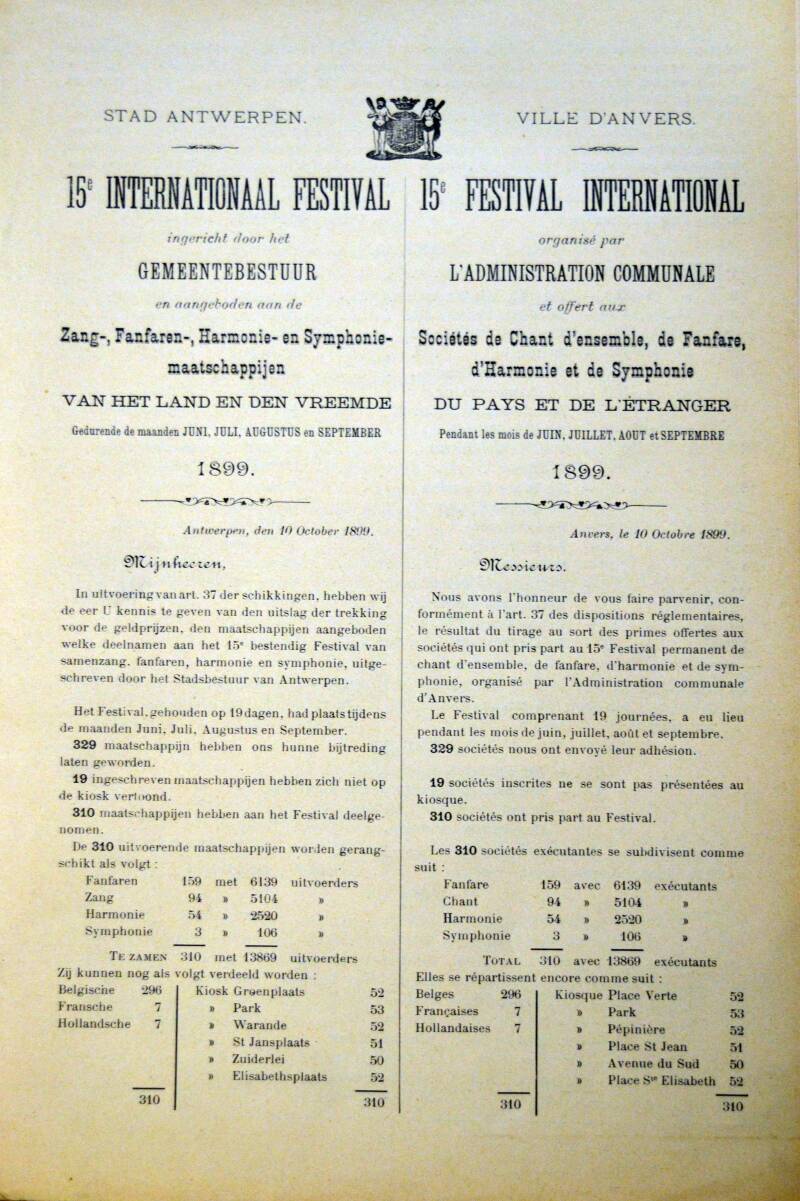 STAD ANTWERPEN.
15e INTERNATIONAAL FESTIVAL
ingericht door het
GEMEENTEBESTUUR
en aangeboden aan de
Zang-, Fanfaren-, Harmonie- en Symphonie-
maatschappijen
VAN HET LAND EN DEN VREEMDE
Gedurende de maanden JUNI, JULI, AUGUSTUS en SEPTEMBER
1899.
Antwerpen, den 10 October 1899.
Mijnheeren,
In uitvoering van art. 37 der schikkingen, hebben wij
de eer U kennis te geven van den uitslag der trekking
voor de geldprijzen, den maatschappijen aangeboden
welke deelnamen aan het 15e bestendig Festival van
samenzang, fanfaren, harmonie en symphonie, uitge-
schreven door het Stadsbestuur van Antwerpen.
Het Festival, gehouden op 19 dagen, had plaats tijdens
de maanden Juni, Juli, Augustus en September.
329 maatschappijn hebben ons hunne bijtreding
laten geworden.
19 ingeschreven maatschappijen hebben zich niet op
de kiosk vertoond.
310 maatschappijen hebben aan het Festival deelge-
nomen.
De 310 uitvoerende maatschappijen worden gerang-
schikt als volgt :
Fanfaren 159 met 6139 uitvoerders
Zang 94 » 5104 »
Harmonie 54 » 2520 »
Symphonie 3 » 106 »
TE ZAMEN 310 met 13869 uitvoerders
Zij kunnen nog als volgt verdeeld worden :
Belgische 296 Kiosk Groenplaats 52
Fransche 7 » Park 53
Hollandsche 7 » Warande 52
» St Jansplaats 51
» Zuiderlei 50
» Elisabethsplaats 52
310 310
VILLE D'ANVERS.
15e FESTIVAL INTERNATIONAL
organisé par
L'ADMINISTRATION COMMUNALE
et offert aux
Sociétés de Chant d'ensemble, de Fanfare,
d'Harmonie et de Symphonie
DU PAYS ET DE L'ÉTRANGER
Pendant les mois de JUIN, JUILLET, AOUT et SEPTEMBRE
1899.
Anvers, le 10 Octobre 1899.
Messieurs.
Nous avons l'honneur de vous faire parvenir, con-
formément à l'art. 37 des dispositions réglementaires,
le résultat du tirage au sort des primes offertes aux
sociétés qui ont pris part au 15e Festival permanent de
chant d'ensemble, de fanfare, d'harmonie et de sym-
phonie, organisé par l'Administration communale
d'Anvers.
Le Festival comprenant 19 journées, a eu lieu
pendant les mois de juin, juillet, août et septembre.
329 sociétés nous ont envoyé leur adhésion.
19 sociétés inscrites ne se sont pas présentées au
kiosque.
310 sociétés ont pris part au Festival.
Les 310 sociétés exécutantes se subdivisent comme
suit :
Fanfare 159 avec 6139 exécutants
Chant 94 » 5104 »
Harmonie 54 » 2520 »
Symphonie 3 » 106 »
TOTAL 310 avec 13869 exécutants
Elles se répartissent encore comme suit :
Belges 296 Kiosque Place Verte 52
Françaises 7 » Park 53
Hollandaises 7 » Pépinière 52
» Place St Jean 51
» Avenue du Sud 50
» Place Ste Elisabeth 52
310 310